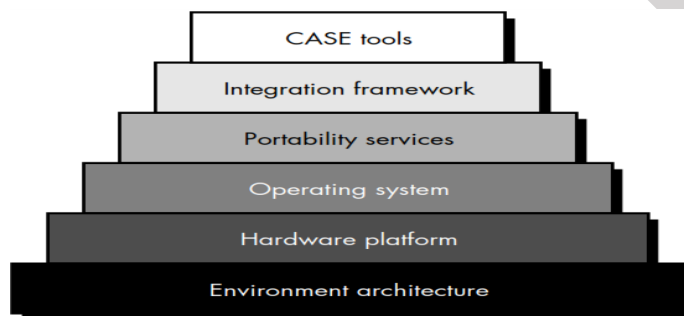 CASE tools
Integration framework
Portability services
Operating system
Hardware platform
Environment architecture